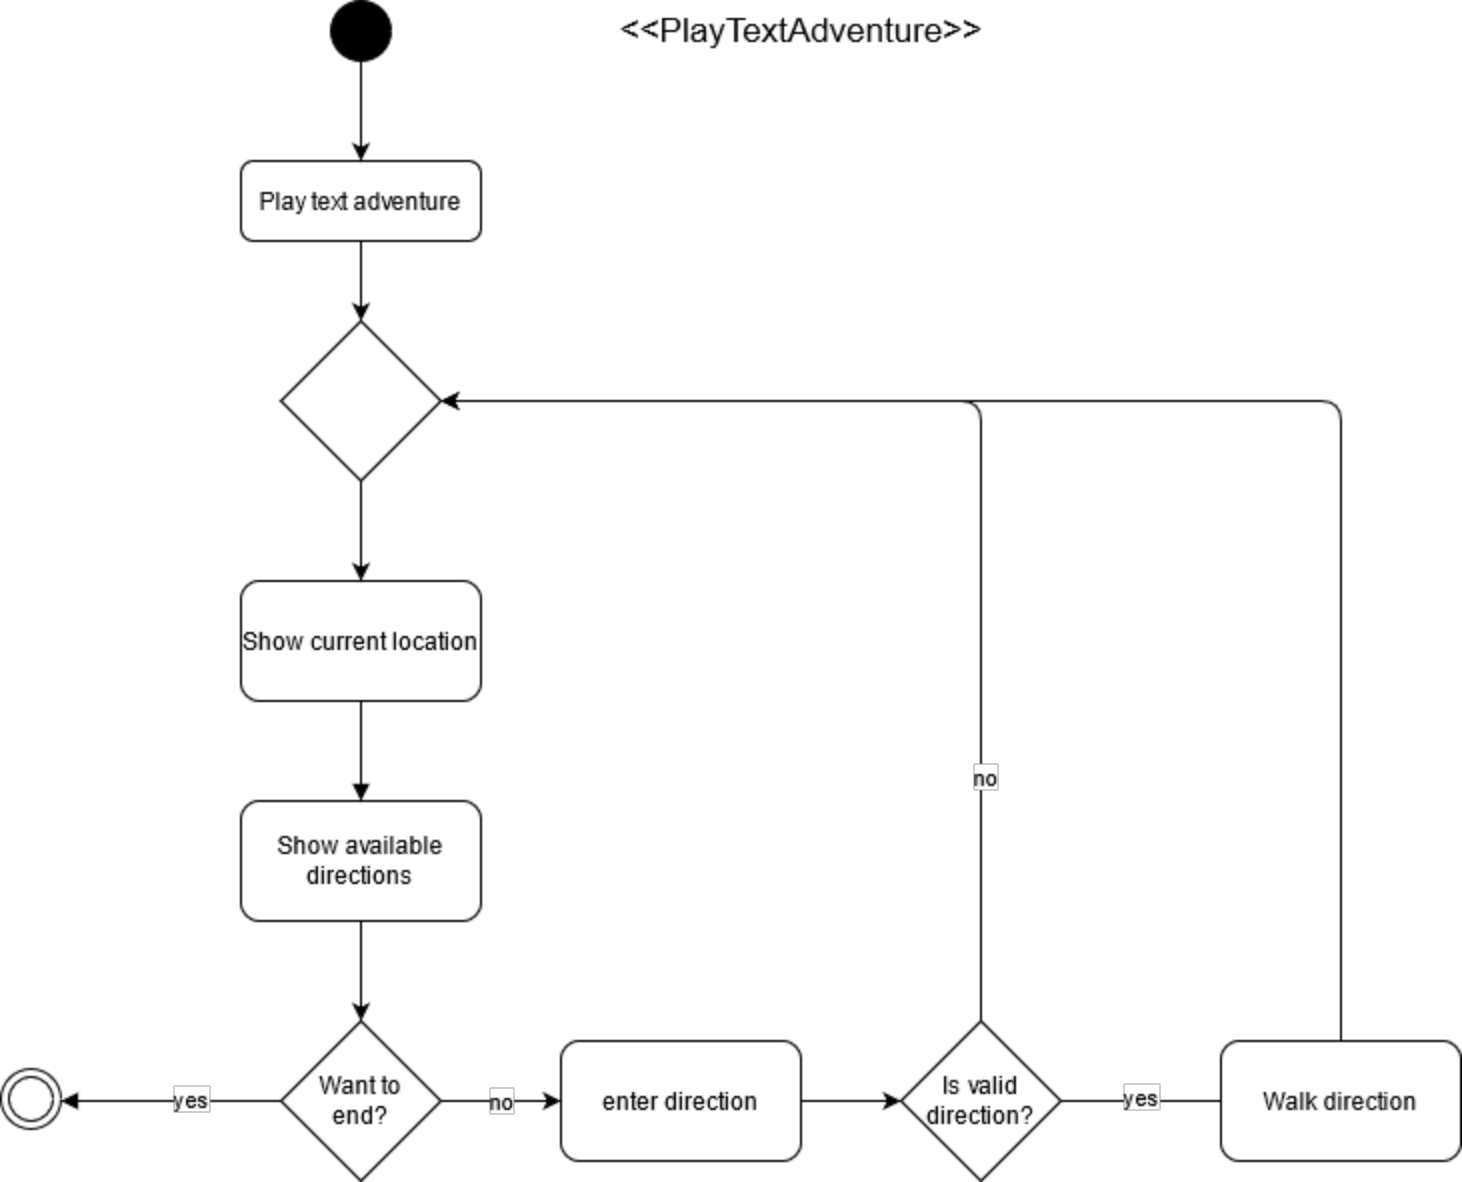 <<PlayTextAdventure>>
Play text adventure
Show current location
no
Show available
directions
Want to
end?
yes
no
enter direction
Is valid
direction?
yes
Walk direction